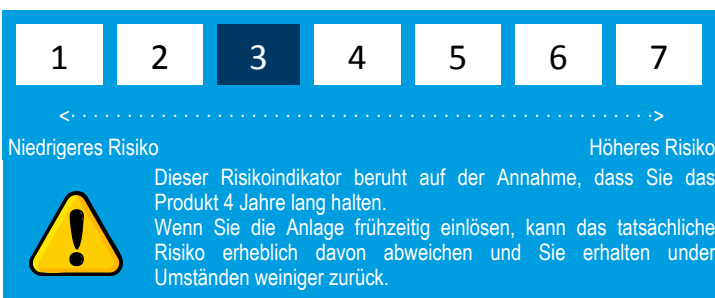 1 2 3 4 5 6 7
<· · · · · · · · · · · · · · · · · · · · · · · · · · · · · · · · · · · · · · · · · · · · · · · · · · · · ·>
Niedrigeres Risiko Höheres Risiko
Dieser Risikoindikator beruht auf der Annahme, dass Sie das
Produkt 4 Jahre lang halten.
Wenn Sie die Anlage frühzeitig einlösen, kann das tatsächliche
Risiko erheblich davon abweichen und Sie erhalten under
Umständen weiniger zurück.